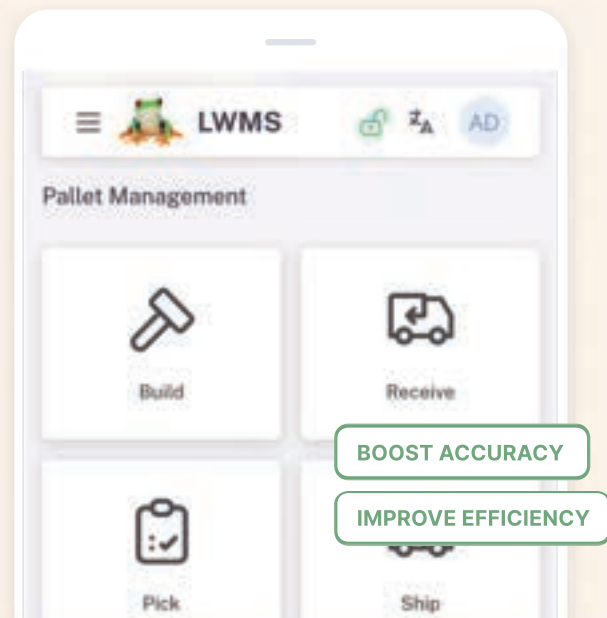 LWMS
AD
Pallet Management
Build
Receive
BOOST ACCURACY
IMPROVE EFFICIENCY
Pick
Ship